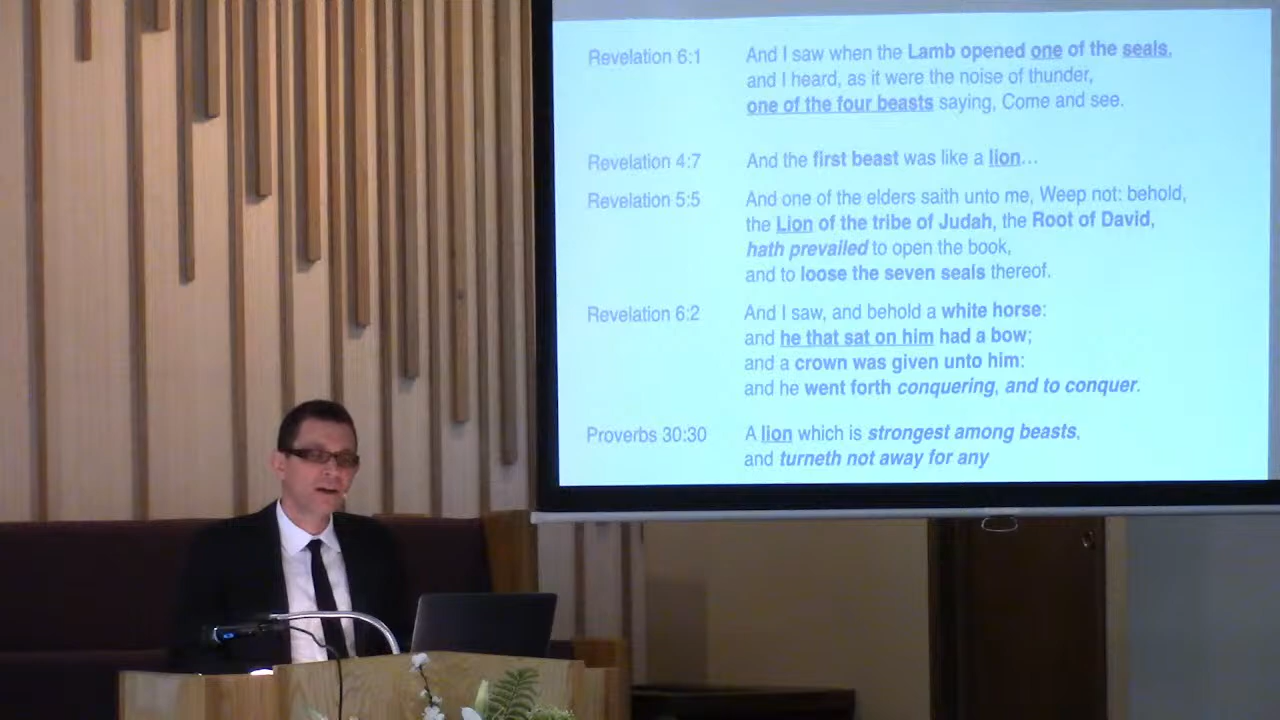 Revelation 6:1 And I saw when the Lamb opened one of the seals,
and I heard, as it were the noise of thunder,
one of the four beasts saying, Come and see.
Revelation 4:7 And the first beast was like a lion…
Revelation 5:5 And one of the elders saith unto me, Weep not: behold,
the Lion of the tribe of Judah, the Root of David,
hath prevailed to open the book,
and to loose the seven seals thereof.
Revelation 6:2 And I saw, and behold a white horse:
and he that sat on him had a bow;
and a crown was given unto him:
and he went forth conquering, and to conquer.
Proverbs 30:30 A lion which is strongest among beasts,
and turneth not away for any